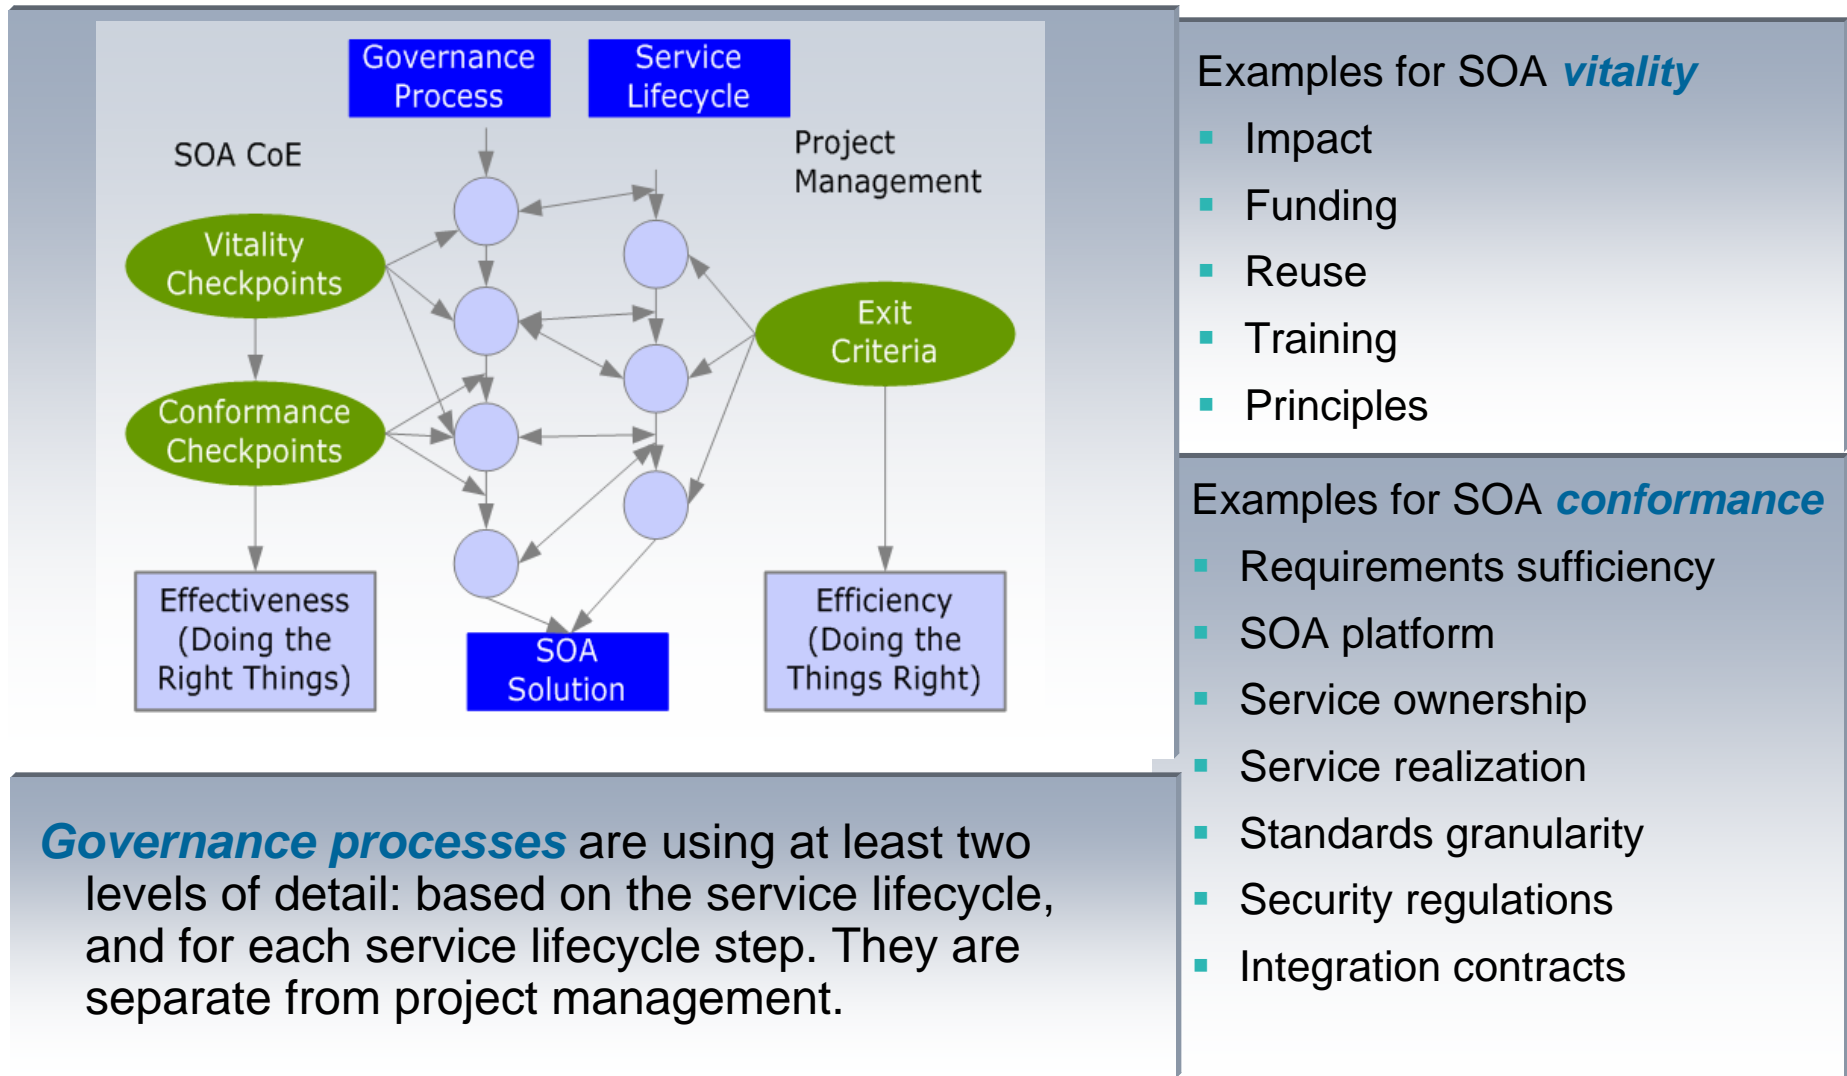 Governance
Process
Service
Lifecycle
SOA CoE
Project
Management
Vitality
Checkpoints
Exit
Criteria
Conformance
Checkpoints
Effectiveness
(Doing the
Right Things)
SOA
Solution
Efficiency
(Doing the
Things Right)
Examples for SOA vitality
▪ Impact
▪ Funding
▪ Reuse
▪ Training
▪ Principles
Examples for SOA conformance
▪ Requirements sufficiency
▪ SOA platform
▪ Service ownership
▪ Service realization
▪ Standards granularity
▪ Security regulations
▪ Integration contracts
Governance processes are using at least two
levels of detail: based on the service lifecycle,
and for each service lifecycle step. They are
separate from project management.